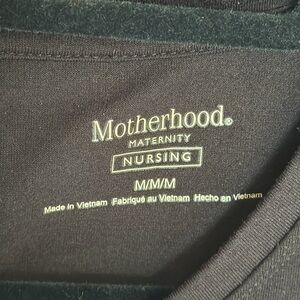 Motherhood®
MATERNITY
NURSING
M/M/M
Made in Vietnam Fabriqué au Vietnam Hecho en Vietnam